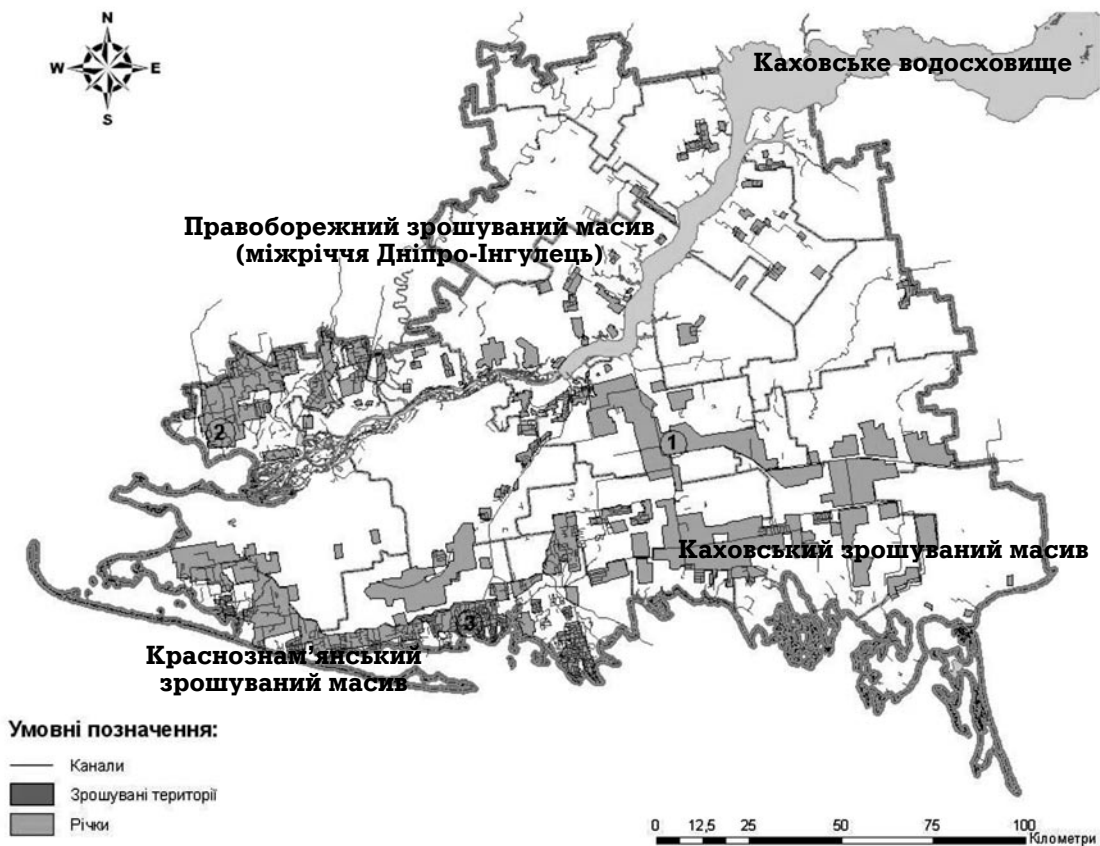 N
W E
S
Каховське водосховище
Правоборежний зрошуваний масив
(міжріччя Дніпро-Інгулець)
2
1
Каховський зрошуваний масив
3
Краснознам'янський
зрошуваний масив
Умовні позначення:
Канали
Зрошувані території
Річки
0 12,5 25 50 75 100
Кілометри